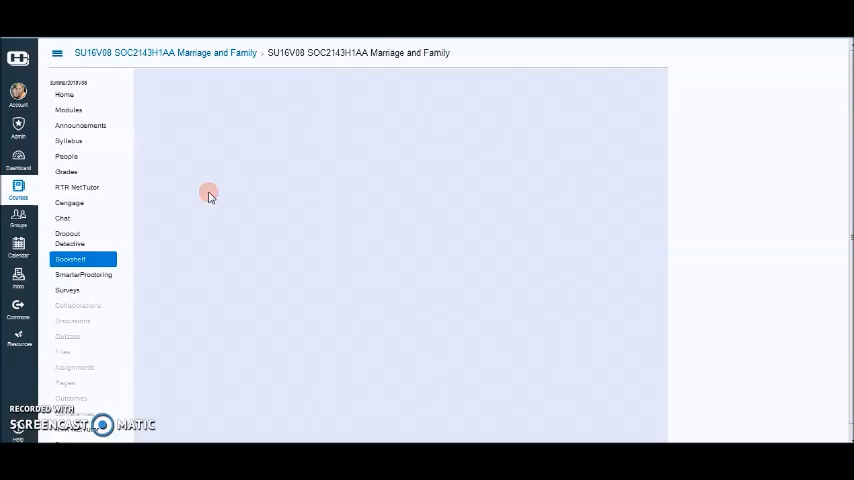 SU16V08 SOC2143H1AA Marriage and Family › SU16V08 SOC2143H1AA Marriage and Family
Summer2016V08
Home
Modules
Announcements
Syllabus
People
Grades
RTR NetTutor
Cengage
Chat
Dropout
Detective
Bookshelf
SmarterProctoring
Surveys
Collaborations
Discussions
Quizzes
Files
Assignments
Pages
Outcomes
Account
Admin
Dashboard
Courses
Groups
Calendar
Inbox
Commons
Resources
Help
RECORDED WITH
SCREENCAST MATIC